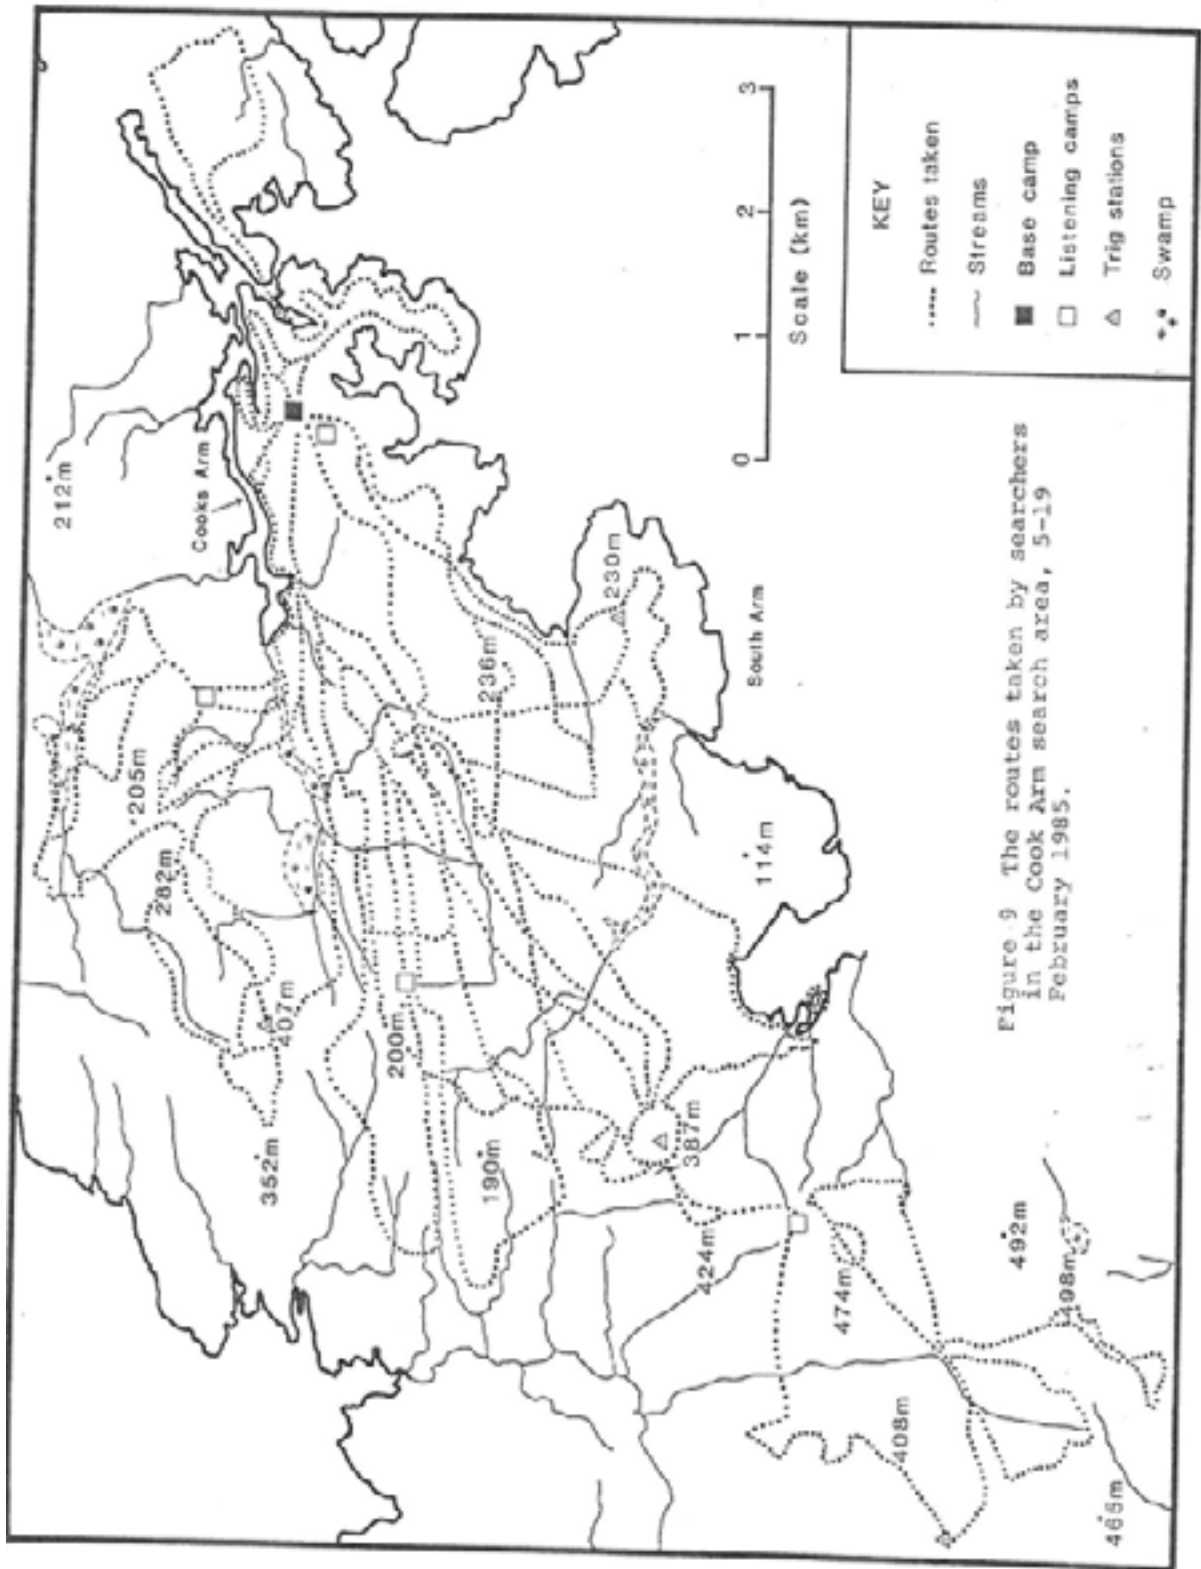 212m
Cooks Arm
205m
282m
407m
352m
200m
190m
236m
230m
South Arm
114m
387m
424m
474m
408m
492m
498m
465m
0 1 2 3
Scale (km)
KEY
Routes taken
Streams
Base camp
Listening camps
Trig stations
Swamp
Figure 9 The routes taken by searchers
in the Cook Arm search area, 5-19
February 1985.